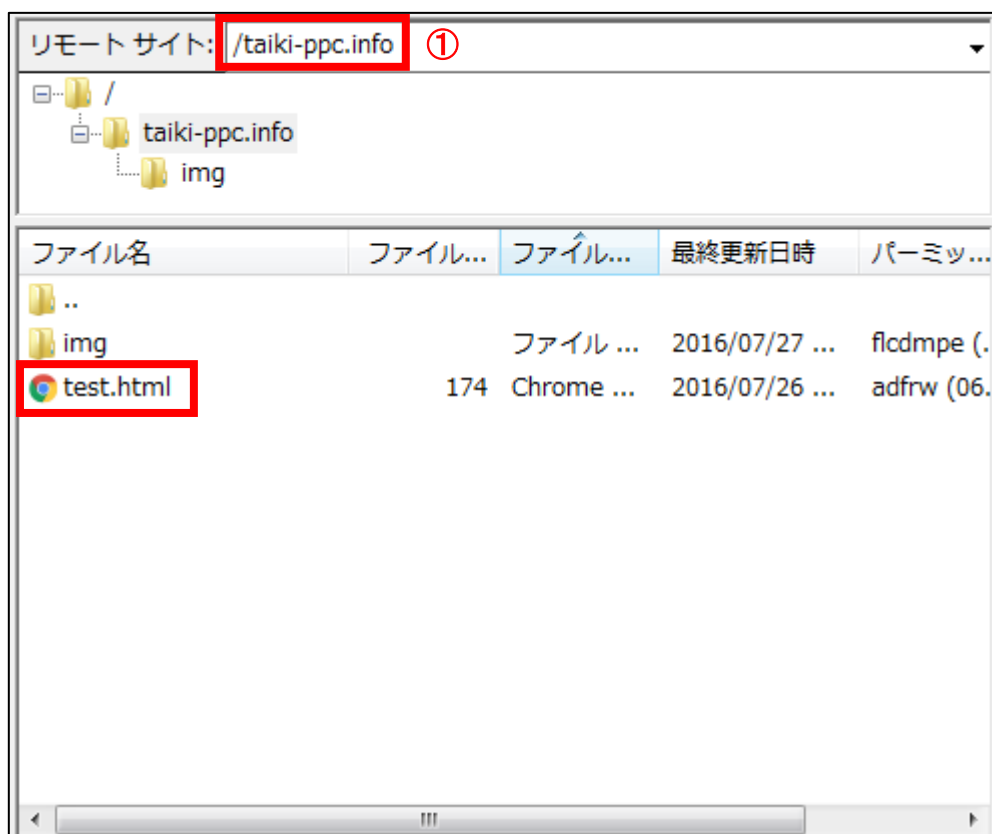 リモート サイト: /taiki-ppc.info ①
/
taiki-ppc.info
img
ファイル名 ファイル... ファイル... 最終更新日時 パーミッ...
..
img ファイル ... 2016/07/27 ... flcdmpe (.
test.html 174 Chrome ... 2016/07/26 ... adfrw (06.